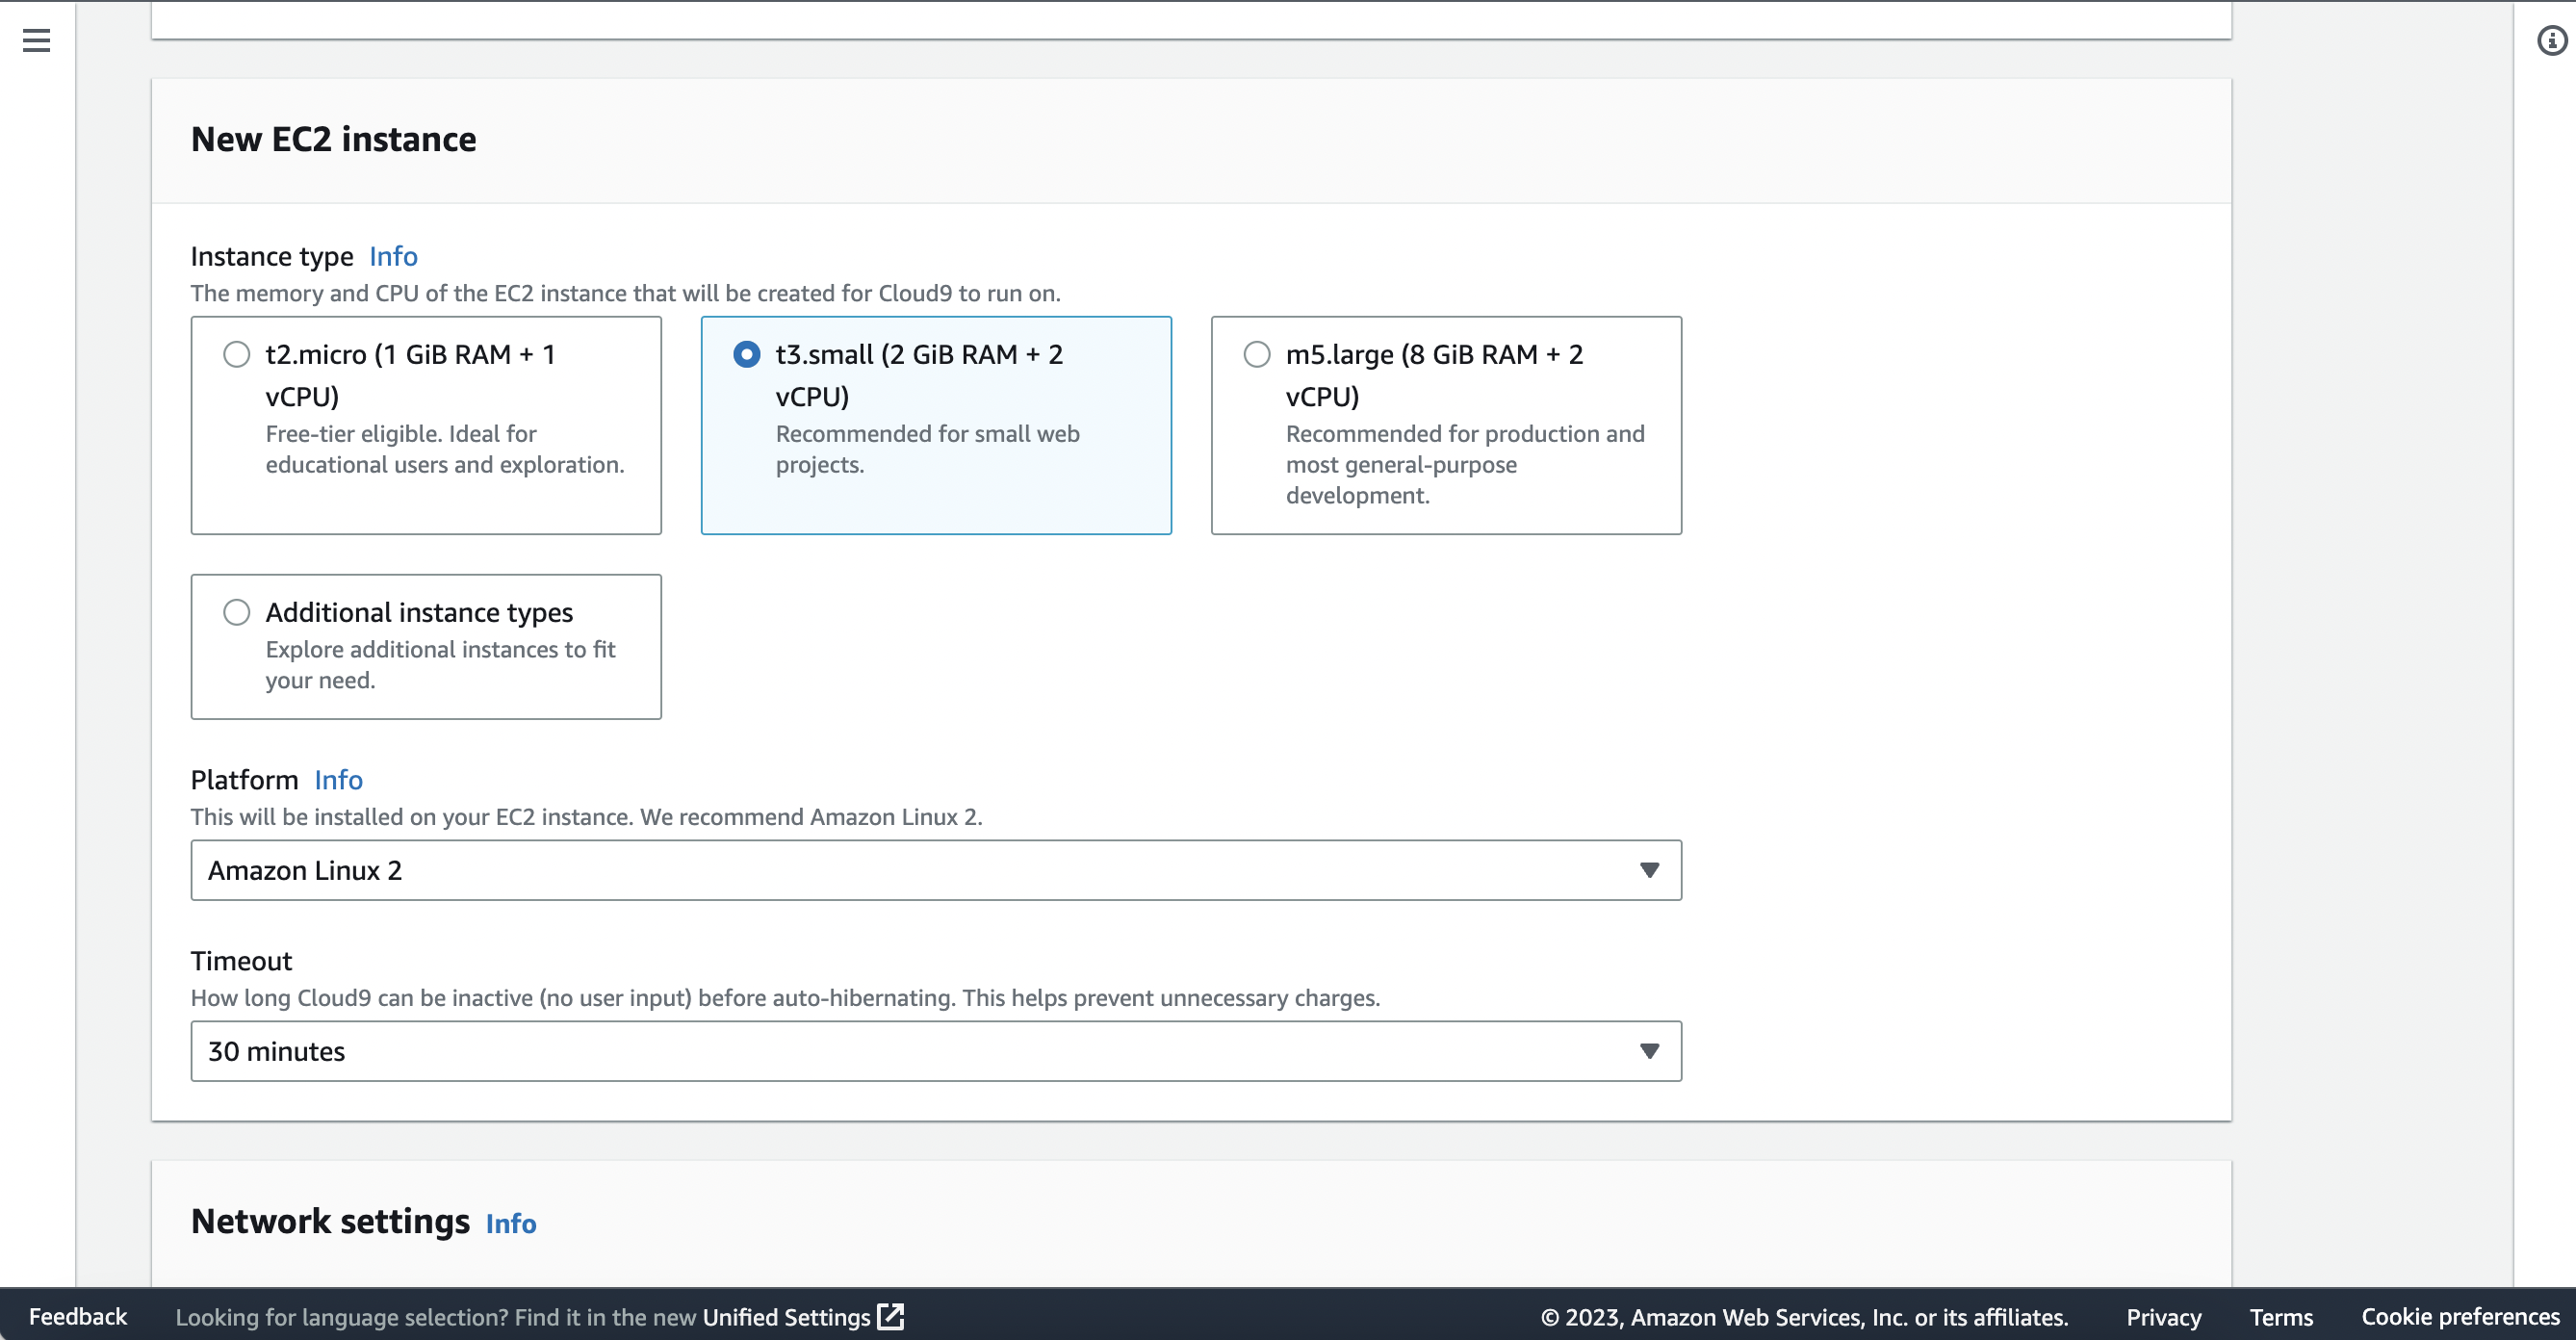 New EC2 instance
Instance type Info
The memory and CPU of the EC2 instance that will be created for Cloud9 to run on.
t2.micro (1 GiB RAM + 1
vCPU)
Free-tier eligible. Ideal for
educational users and exploration.
t3.small (2 GiB RAM + 2
vCPU)
Recommended for small web
projects.
m5.large (8 GiB RAM + 2
vCPU)
Recommended for production and
most general-purpose
development.
Additional instance types
Explore additional instances to fit
your need.
Platform Info
This will be installed on your EC2 instance. We recommend Amazon Linux 2.
Amazon Linux 2
Timeout
How long Cloud9 can be inactive (no user input) before auto-hibernating. This helps prevent unnecessary charges.
30 minutes
Network settings Info
Feedback Looking for language selection? Find it in the new Unified Settings © 2023, Amazon Web Services, Inc. or its affiliates. Privacy Terms Cookie preferences